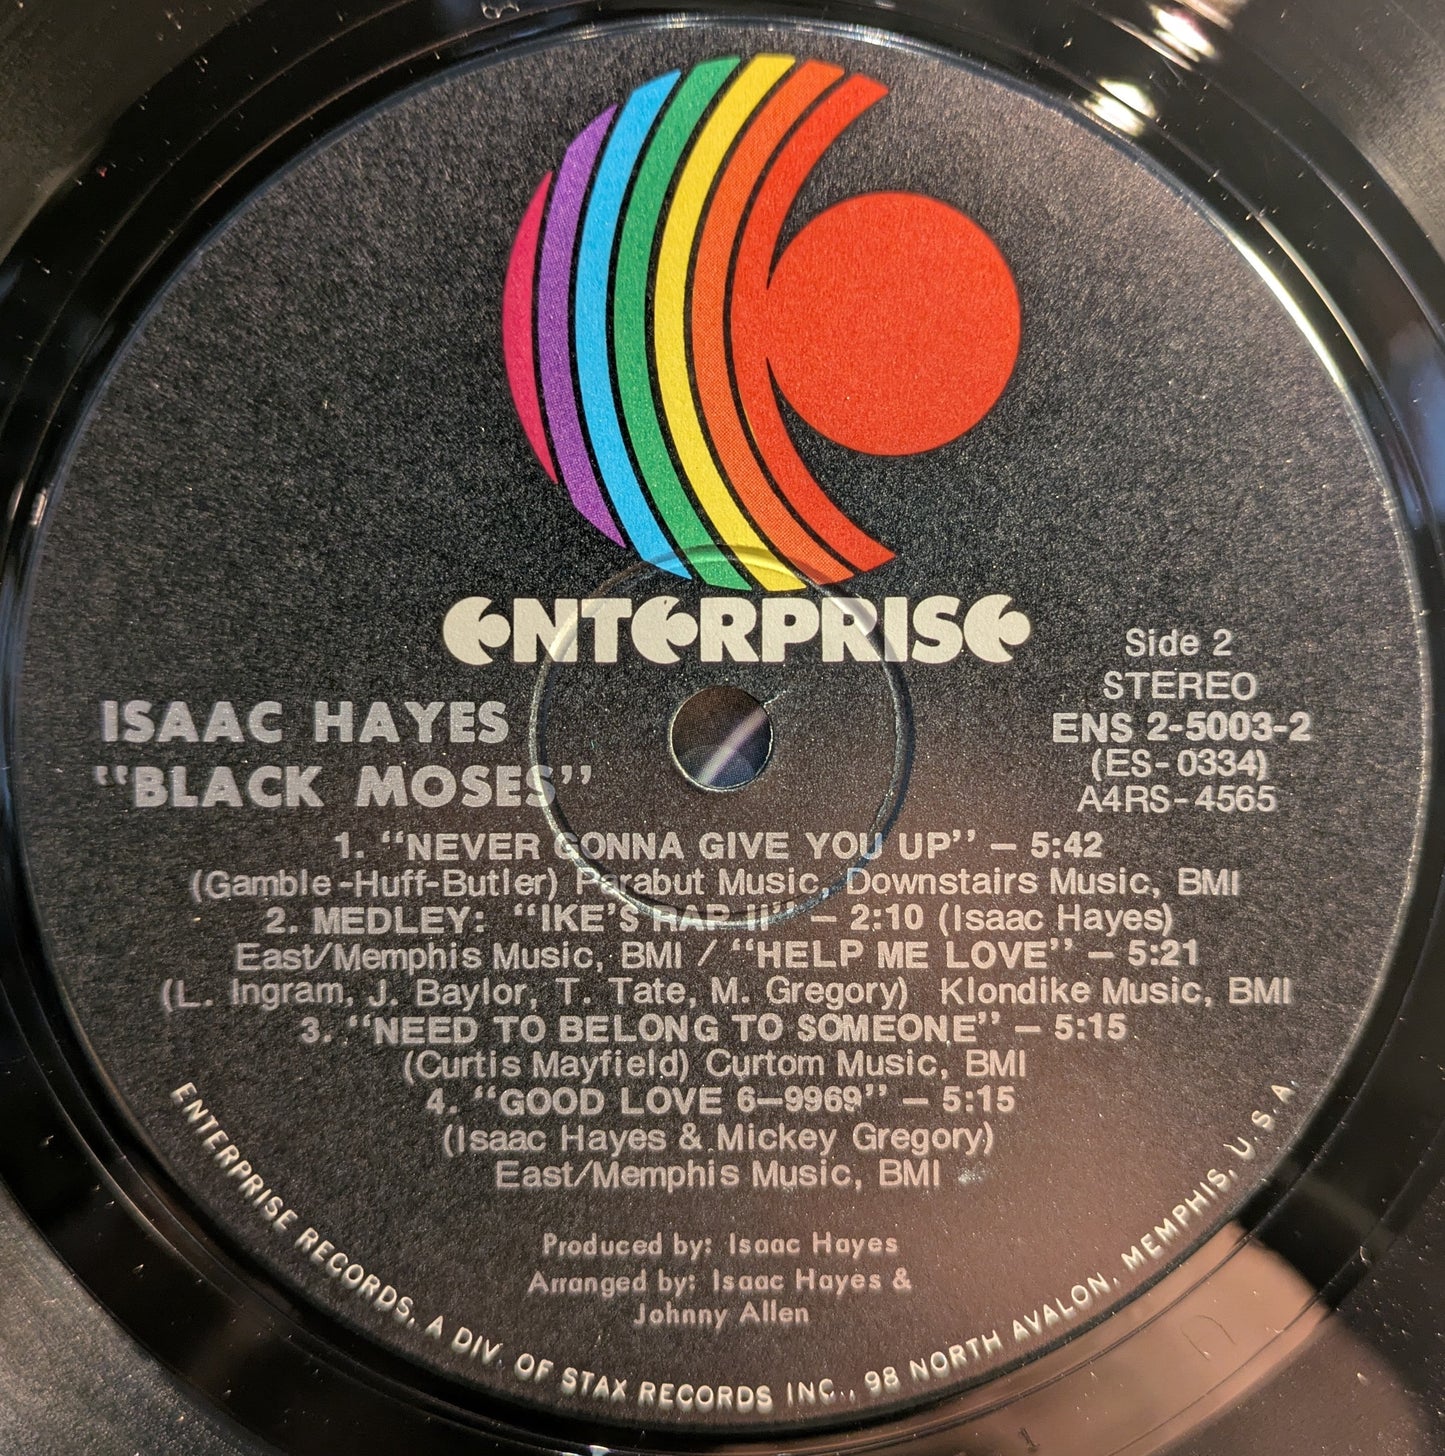 ENTERPRISE
Side 2
STEREO
ENS 2-5003-2
(ES-0334)
A4RS-4565
ISAAC HAYES
"BLACK MOSES"
1. "NEVER GONNA GIVE YOU UP" – 5:42
(Gamble-Huff-Butler) Parabut Music, Downstairs Music, BMI
2. MEDLEY: "IKE'S RAP II" – 2:10 (Isaac Hayes)
East/Memphis Music, BMI / "HELP ME LOVE" – 5:21
(L. Ingram, J. Baylor, T. Tate, M. Gregory) Klondike Music, BMI
3. "NEED TO BELONG TO SOMEONE" – 5:15
(Curtis Mayfield) Curtom Music, BMI
4. "GOOD LOVE 6–9969" – 5:15
(Isaac Hayes & Mickey Gregory)
East/Memphis Music, BMI
Produced by: Isaac Hayes
Arranged by: Isaac Hayes &
Johnny Allen
ENTERPRISE RECORDS, A DIV. OF STAX RECORDS INC., 98 NORTH AVALON, MEMPHIS, U.S.A.